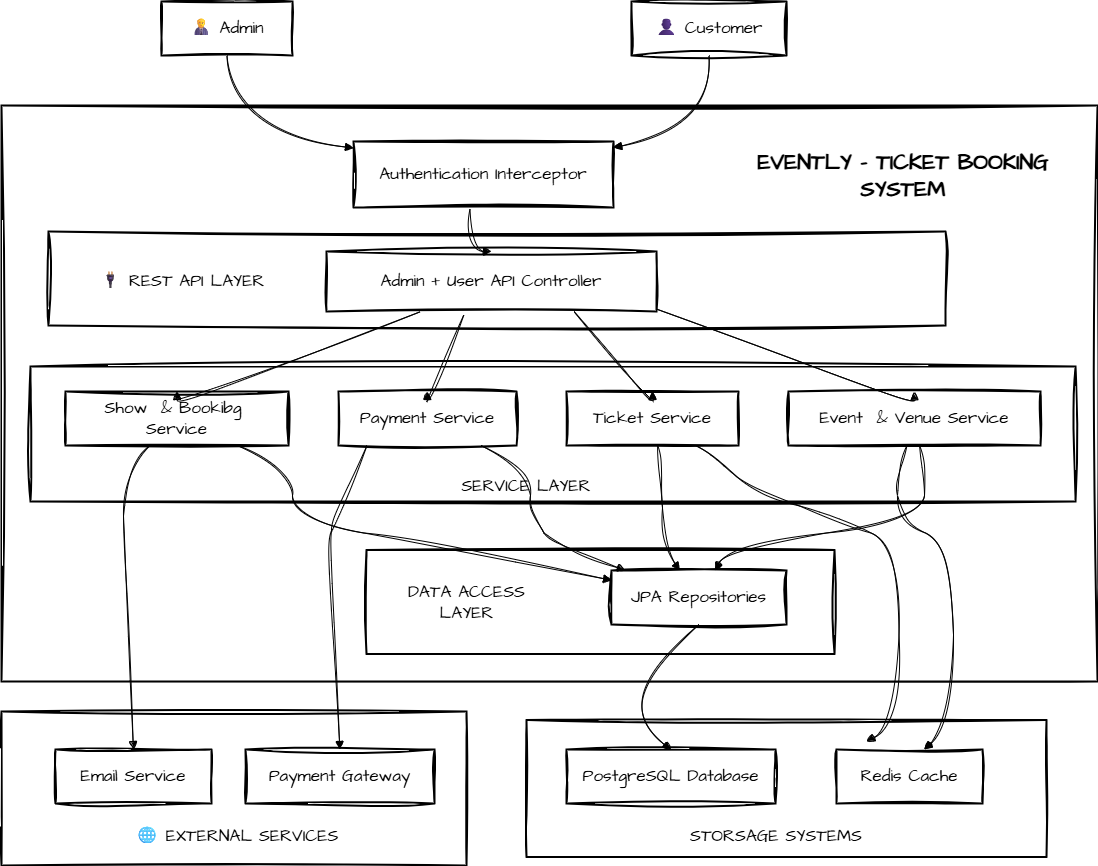 Admin
Customer
Authentication Interceptor
EVENTLY - TICKET BOOKING
SYSTEM
REST API LAYER
Admin + User API Controller
Show & Bookibg
Service
Payment Service
Ticket Service
Event & Venue Service
SERVICE LAYER
DATA ACCESS
LAYER
JPA Repositories
Email Service
Payment Gateway
PostgreSQL Database
Redis Cache
EXTERNAL SERVICES
STORSAGE SYSTEMS